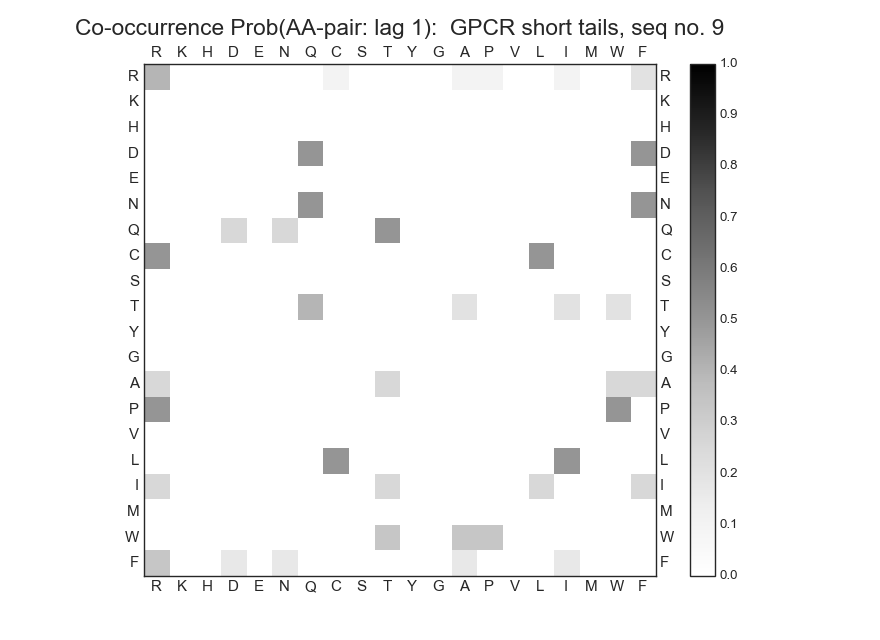 Co-occurrence Prob(AA-pair: lag 1):  GPCR short tails, seq no. 9
R K H D E N Q C S T Y G A P V L I M W F
1.0
R R
K K
0.9
H H
D D
0.8
E E
N N
0.7
Q Q
C C
0.6
S S
T T
0.5
Y Y
G G
0.4
A A
P P
0.3
V V
L L
0.2
I I
M M
0.1
W W
F F
0.0
R K H D E N Q C S T Y G A P V L I M W F